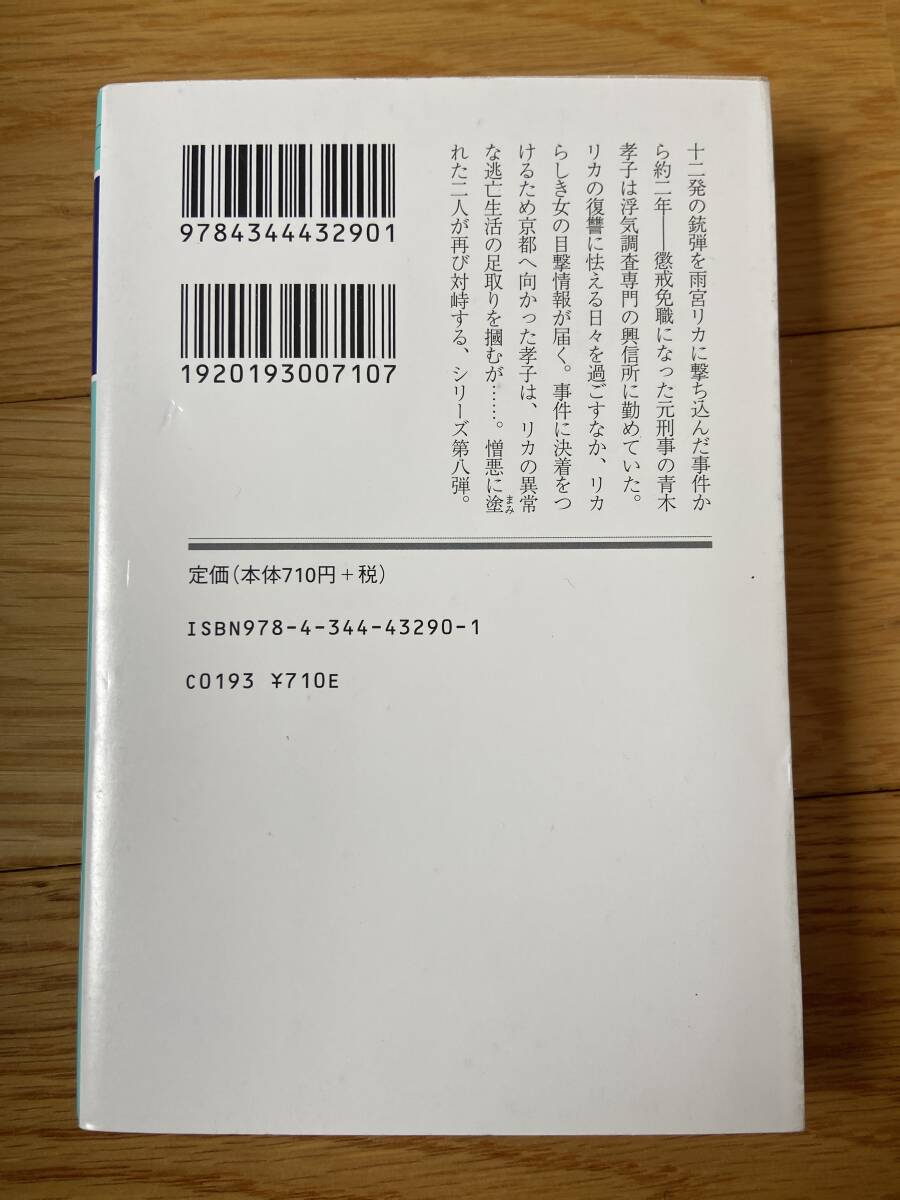 十二発の銃弾を雨宮リカに撃ち込んだ事件か
ら約二年――懲戒免職になった元刑事の青木
孝子は浮気調査専門の興信所に勤めていた。
リカの復讐に怯える日々を過ごすなか、リカ
らしき女の目撃情報が届く。事件に決着をつ
けるため京都へ向かった孝子は、リカの異常
な逃亡生活の足取りを摑むが……。憎悪に塗
まみ
れた二人が再び対峙する、シリーズ第八弾。
9784344432901
1920193007107
定価（本体710円＋税）
ISBN978-4-344-43290-1
C0193 ¥710E